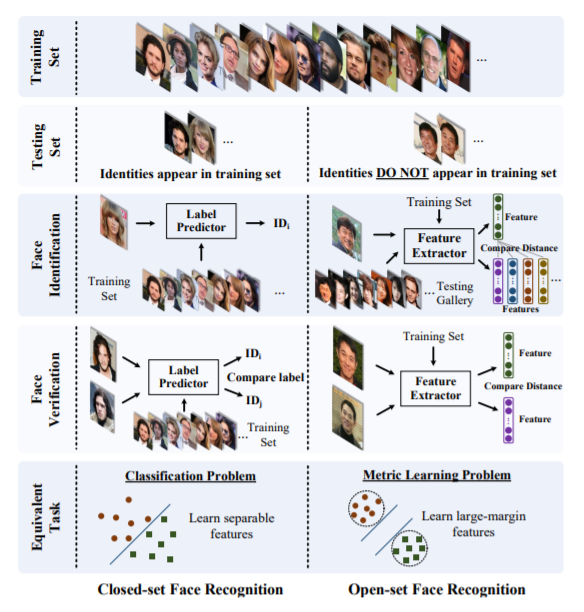 Training
Set
...
Testing
Set
...
Identities appear in training set
...
Identities DO NOT appear in training set
Face
Identification
Label
Predictor
IDi
Training
Set
...
Training Set
Feature
Extractor
Feature
Compare Distance
Features
...
... Testing
Gallery
Face
Verification
Label
Predictor
IDi
Compare label
IDj
... Training
Set
Training Set
Feature
Extractor
Feature
Compare Distance
Feature
Equivalent
Task
Classification Problem
Learn separable
features
Metric Learning Problem
Learn large-margin
features
Closed-set Face Recognition
Open-set Face Recognition